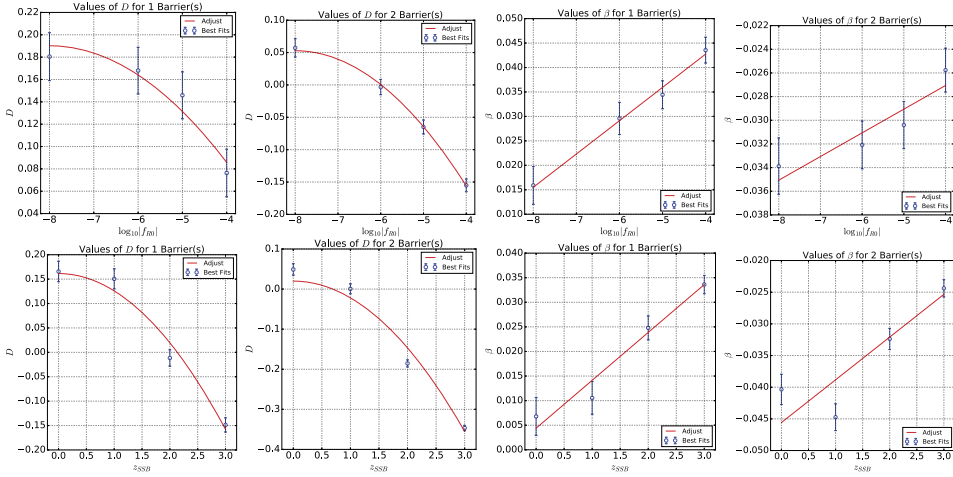 Values of D for 1 Barrier(s)
Adjust
Best Fits
D
0.20
0.18
0.16
0.14
0.12
0.10
0.08
0.06
0.04
−8
−7
−6
−5
−4
log₁₀|f_R0|
Values of D for 2 Barrier(s)
Adjust
Best Fits
D
0.10
0.05
0.00
−0.05
−0.10
−0.15
−0.20
−8
−7
−6
−5
−4
log₁₀|f_R0|
Values of β for 1 Barrier(s)
Adjust
Best Fits
β
0.050
0.045
0.040
0.035
0.030
0.025
0.020
0.015
0.010
−8
−7
−6
−5
−4
log₁₀|f_R0|
Values of β for 2 Barrier(s)
Adjust
Best Fits
β
−0.022
−0.024
−0.026
−0.028
−0.030
−0.032
−0.034
−0.036
−0.038
−8
−7
−6
−5
−4
log₁₀|f_R0|
Values of D for 1 Barrier(s)
Adjust
Best Fits
D
0.20
0.15
0.10
0.05
0.00
−0.05
−0.10
−0.15
−0.20
0.0
0.5
1.0
1.5
2.0
2.5
3.0
z_SSB
Values of D for 2 Barrier(s)
Adjust
Best Fits
D
0.1
0.0
−0.1
−0.2
−0.3
−0.4
0.0
0.5
1.0
1.5
2.0
2.5
3.0
z_SSB
Values of β for 1 Barrier(s)
Adjust
Best Fits
β
0.040
0.035
0.030
0.025
0.020
0.015
0.010
0.005
0.000
0.0
0.5
1.0
1.5
2.0
2.5
3.0
z_SSB
Values of β for 2 Barrier(s)
Adjust
Best Fits
β
−0.020
−0.025
−0.030
−0.035
−0.040
−0.045
−0.050
0.0
0.5
1.0
1.5
2.0
2.5
3.0
z_SSB